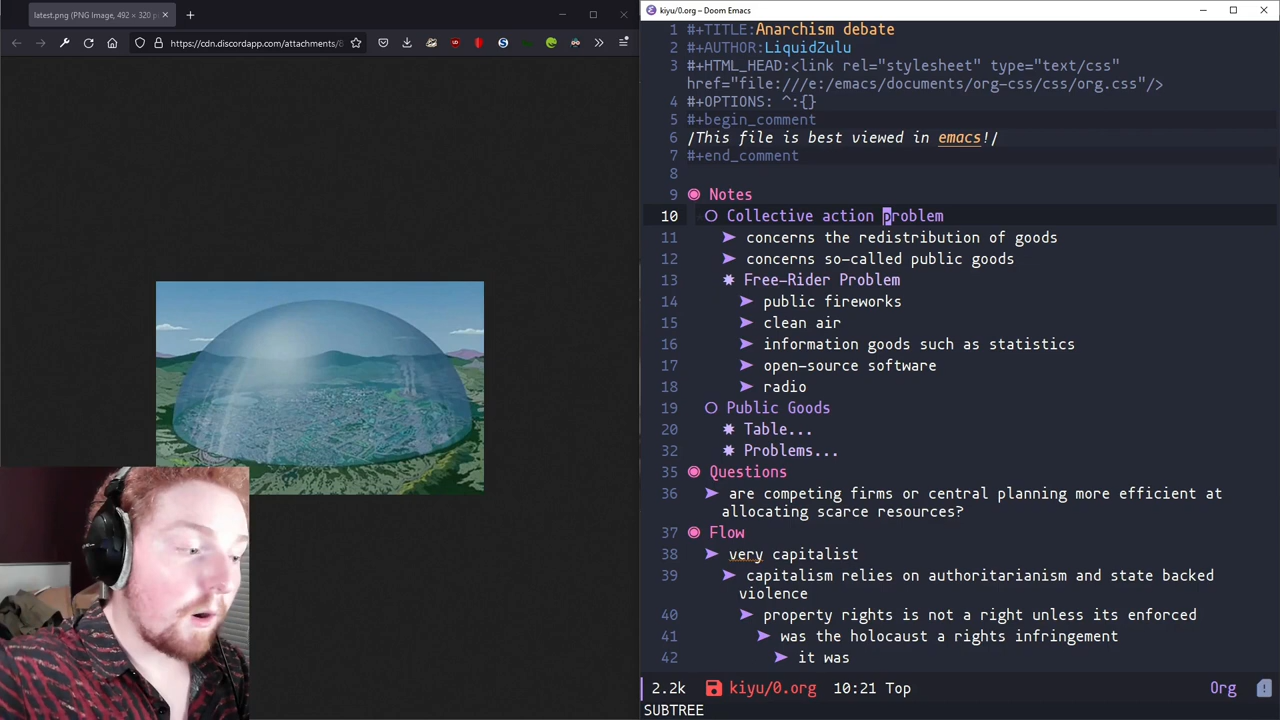 latest.png (PNG Image, 492 × 320 p
https://cdn.discordapp.com/attachments/8
kiyu/0.org – Doom Emacs
1 #+TITLE:Anarchism debate
2 #+AUTHOR:LiquidZulu
3 #+HTML_HEAD:<link rel="stylesheet" type="text/css"
href="file:///e:/emacs/documents/org-css/css/org.css"/>
4 #+OPTIONS: ^:{}
5 #+begin_comment
6 /This file is best viewed in emacs!/
7 #+end_comment
8
9 Notes
10 Collective action problem
11 concerns the redistribution of goods
12 concerns so-called public goods
13 Free-Rider Problem
14 public fireworks
15 clean air
16 information goods such as statistics
17 open-source software
18 radio
19 Public Goods
20 Table...
32 Problems...
35 Questions
36 are competing firms or central planning more efficient at
allocating scarce resources?
37 Flow
38 very capitalist
39 capitalism relies on authoritarianism and state backed
violence
40 property rights is not a right unless its enforced
41 was the holocaust a rights infringement
42 it was
2.2k kiyu/0.org 10:21 Top Org
SUBTREE